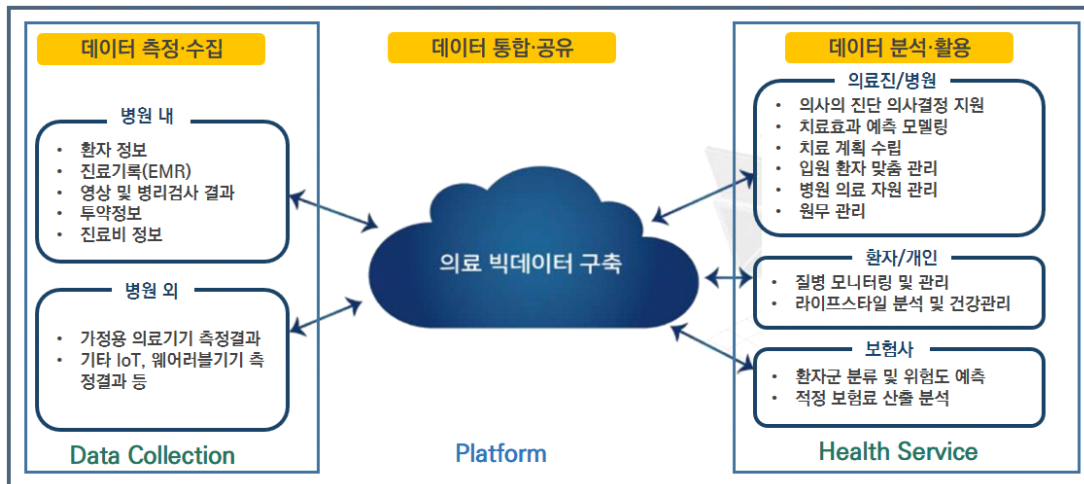 데이터 측정·수집
병원 내
• 환자 정보
• 진료기록(EMR)
• 영상 및 병리검사 결과
• 투약정보
• 진료비 정보
병원 외
• 가정용 의료기기 측정결과
• 기타 IoT, 웨어러블기기 측
정결과 등
Data Collection
데이터 통합·공유
의료 빅데이터 구축
Platform
데이터 분석·활용
의료진/병원
• 의사의 진단 의사결정 지원
• 치료효과 예측 모델링
• 치료 계획 수립
• 입원 환자 맞춤 관리
• 병원 의료 자원 관리
• 원무 관리
환자/개인
• 질병 모니터링 및 관리
• 라이프스타일 분석 및 건강관리
보험사
• 환자군 분류 및 위험도 예측
• 적정 보험료 산출 분석
Health Service